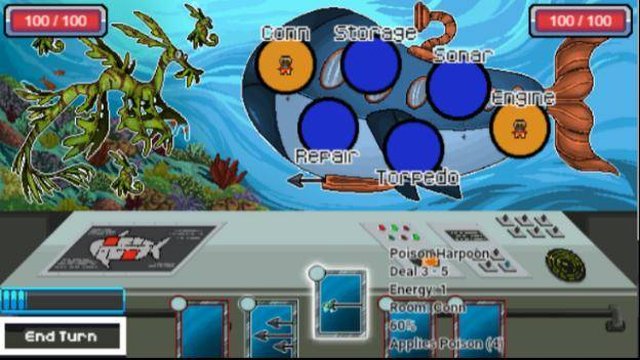 100 / 100
100 / 100
Conn
Storage
Sonar
Engine
Repair
Torpedo
Poison Harpoon
Deal 3 - 5
Energy: 1
Room: Conn
60%
Applies Poison (4)
End Turn